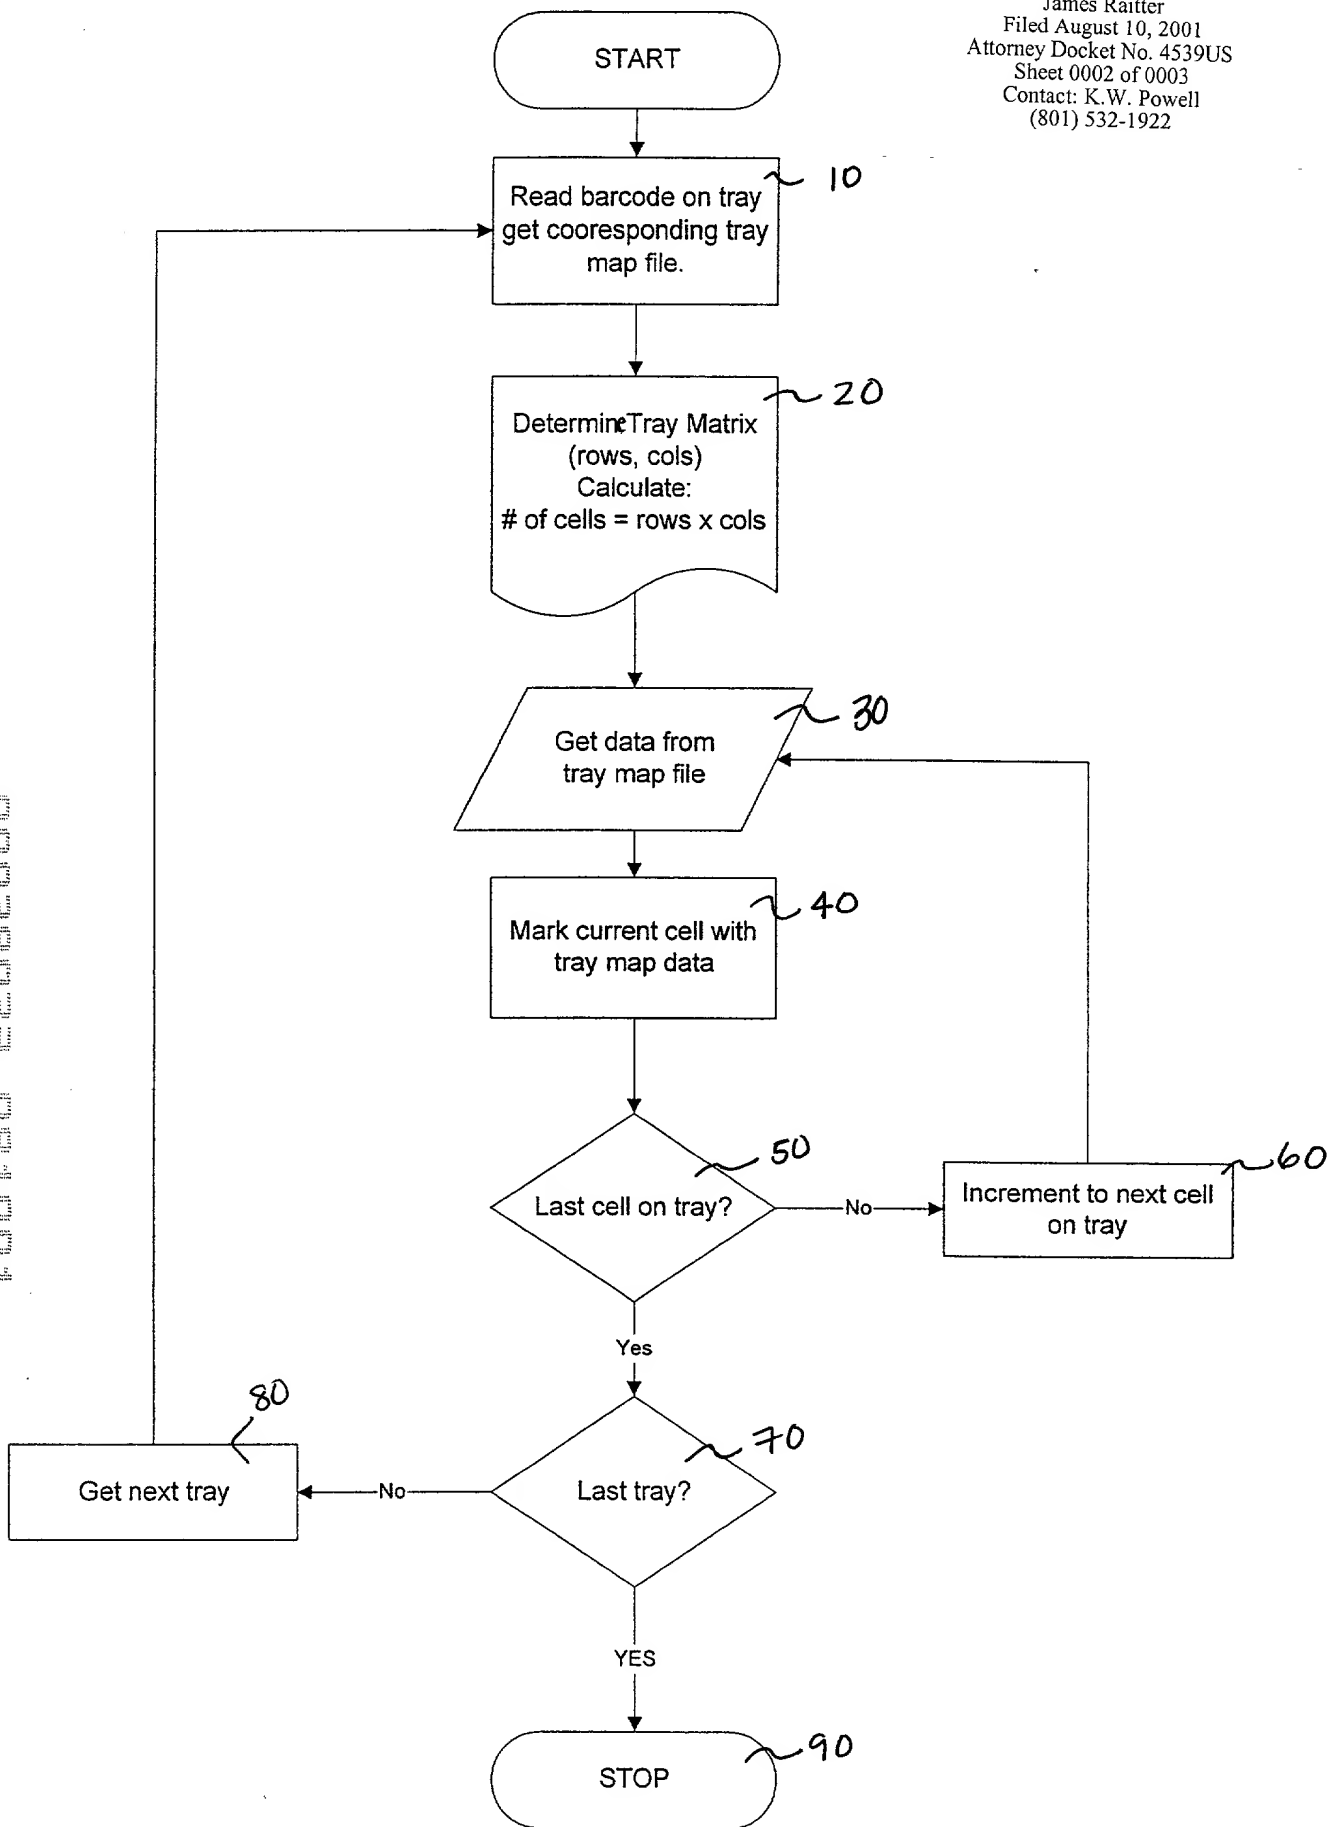 James Raitter
Filed August 10, 2001
Attorney Docket No. 4539US
Sheet 0002 of 0003
Contact: K.W. Powell
(801) 532-1922
START
10
Read barcode on tray
get cooresponding tray
map file.
20
Determine Tray Matrix
(rows, cols)
Calculate:
# of cells = rows x cols
30
Get data from
tray map file
40
Mark current cell with
tray map data
50
Last cell on tray?
No
60
Increment to next cell
on tray
Yes
70
Last tray?
No
80
Get next tray
YES
90
STOP